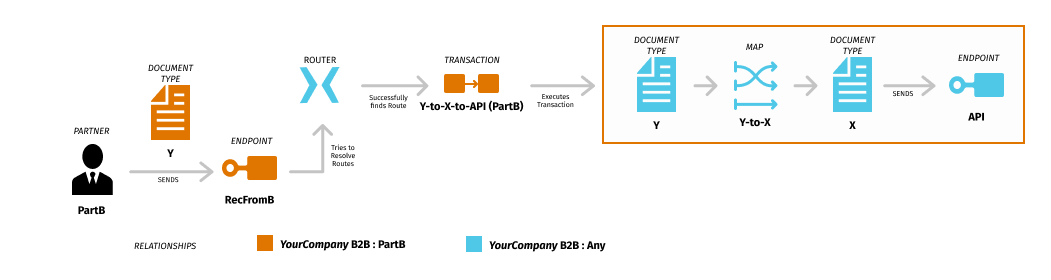 PARTNER
PartB
DOCUMENT
TYPE
Y
SENDS
ENDPOINT
RecFromB
Tries to
Resolve
Routes
ROUTER
Successfully
finds Route
TRANSACTION
Y-to-X-to-API (PartB)
Executes
Transaction
DOCUMENT
TYPE
Y
MAP
Y-to-X
DOCUMENT
TYPE
X
SENDS
ENDPOINT
API
RELATIONSHIPS
YourCompany B2B : PartB
YourCompany B2B : Any